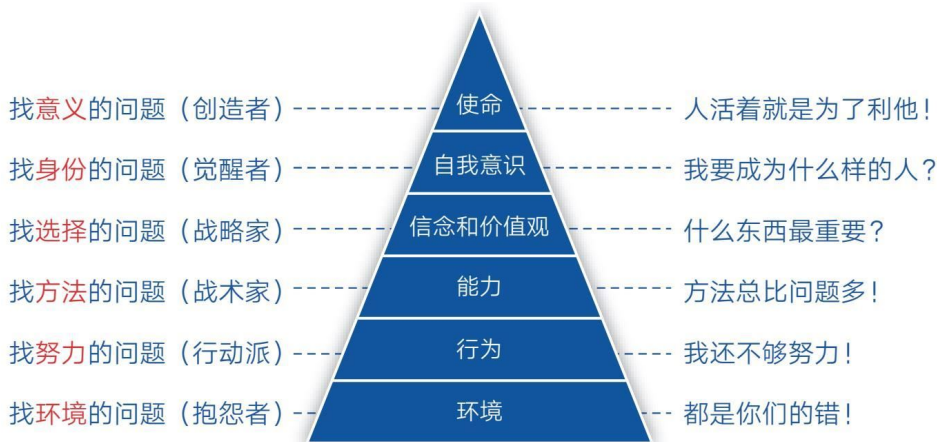 找意义的问题（创造者） 使命 人活着就是为了利他！
找身份的问题（觉醒者） 自我意识 我要成为什么样的人？
找选择的问题（战略家） 信念和价值观 什么东西最重要？
找方法的问题（战术家） 能力 方法总比问题多！
找努力的问题（行动派） 行为 我还不够努力！
找环境的问题（抱怨者） 环境 都是你们的错！